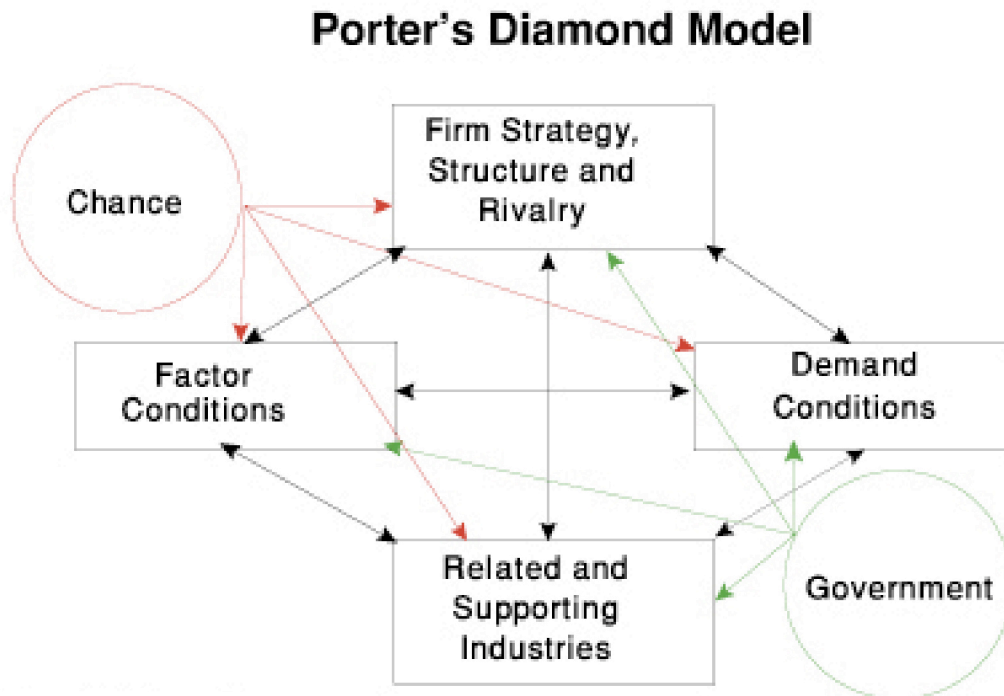 Porter's Diamond Model
Firm Strategy,
Structure and
Rivalry
Chance
Factor
Conditions
Demand
Conditions
Related and
Supporting
Industries
Government